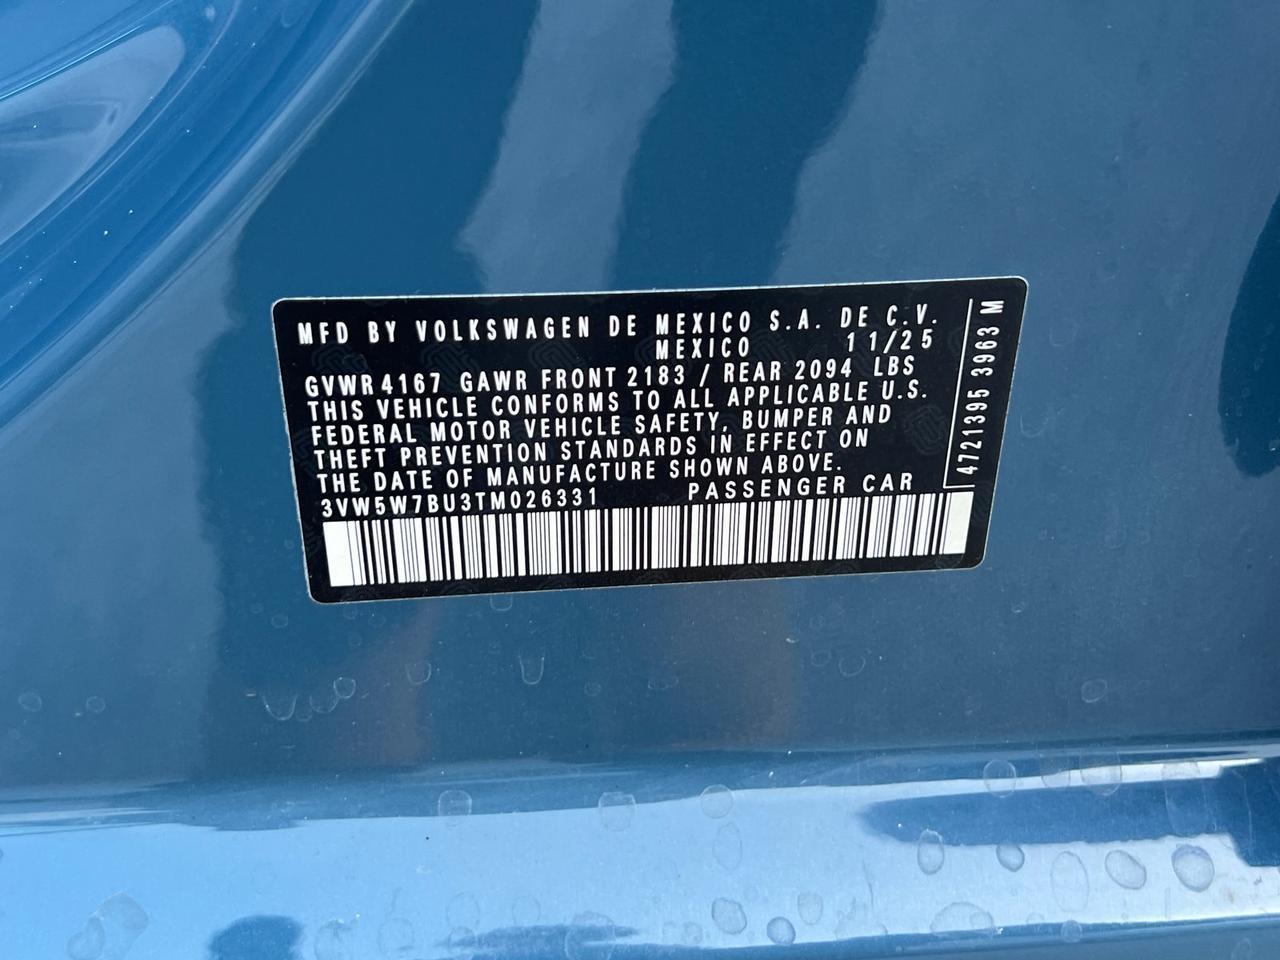 MFD BY VOLKSWAGEN DE MEXICO S.A. DE C.V.
MEXICO 11/25
GVWR 4167 GAWR FRONT 2183 / REAR 2094 LBS
THIS VEHICLE CONFORMS TO ALL APPLICABLE U.S.
FEDERAL MOTOR VEHICLE SAFETY, BUMPER AND
THEFT PREVENTION STANDARDS IN EFFECT ON
THE DATE OF MANUFACTURE SHOWN ABOVE.
3VW5W7BU3TM026331 PASSENGER CAR
4721395 3963 M